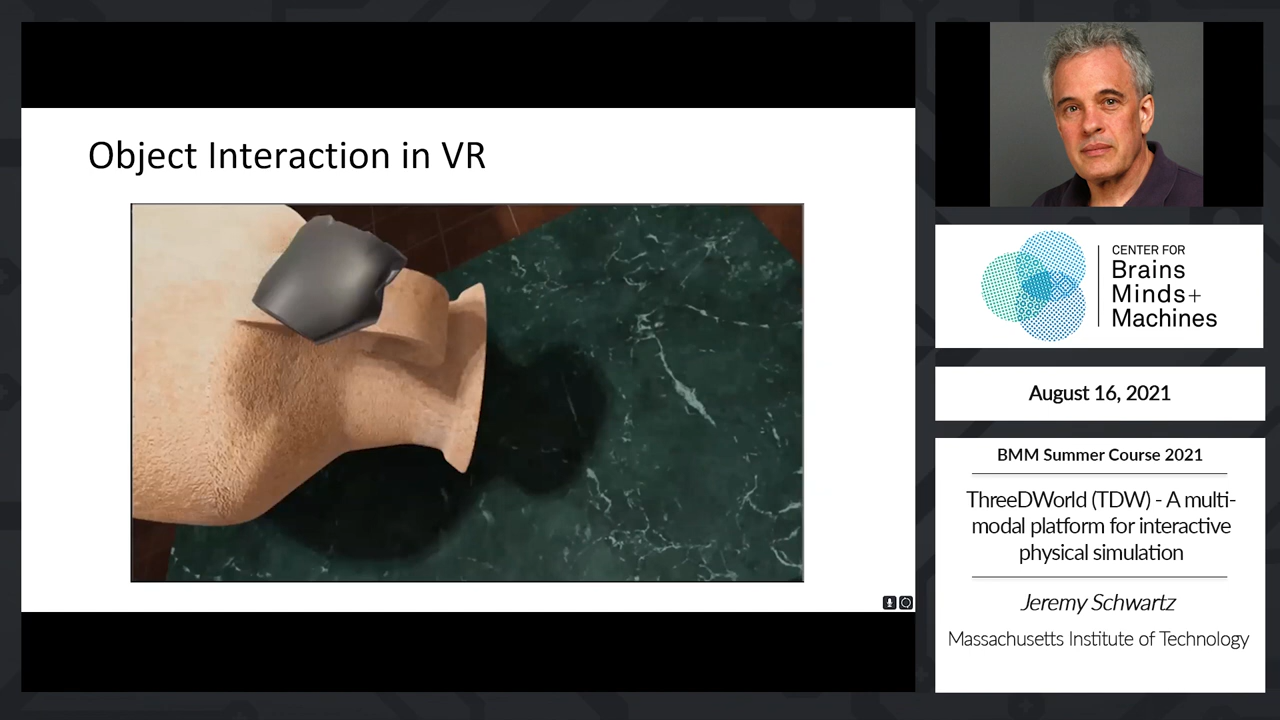 Object Interaction in VR
CENTER FOR
Brains
Minds+
Machines
August 16, 2021
BMM Summer Course 2021
ThreeDWorld (TDW) - A multi-
modal platform for interactive
physical simulation
Jeremy Schwartz
Massachusetts Institute of Technology